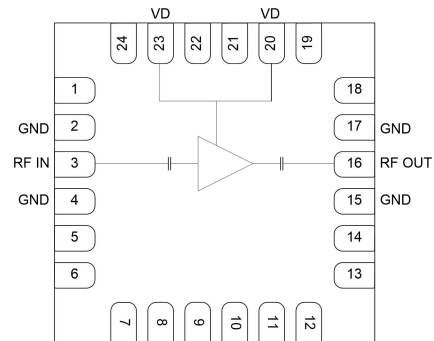 VD VD
24 23 22 21 20 19
1 18
GND 2 17 GND
RF IN 3 16 RF OUT
GND 4 15 GND
5 14
6 13
7 8 9 10 11 12